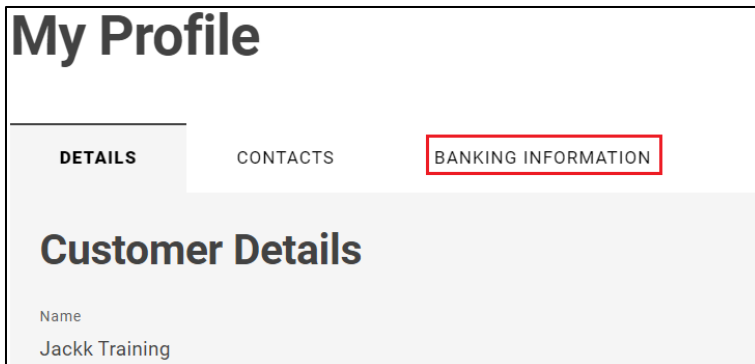 My Profile
DETAILS CONTACTS BANKING INFORMATION
Customer Details
Name
Jackk Training